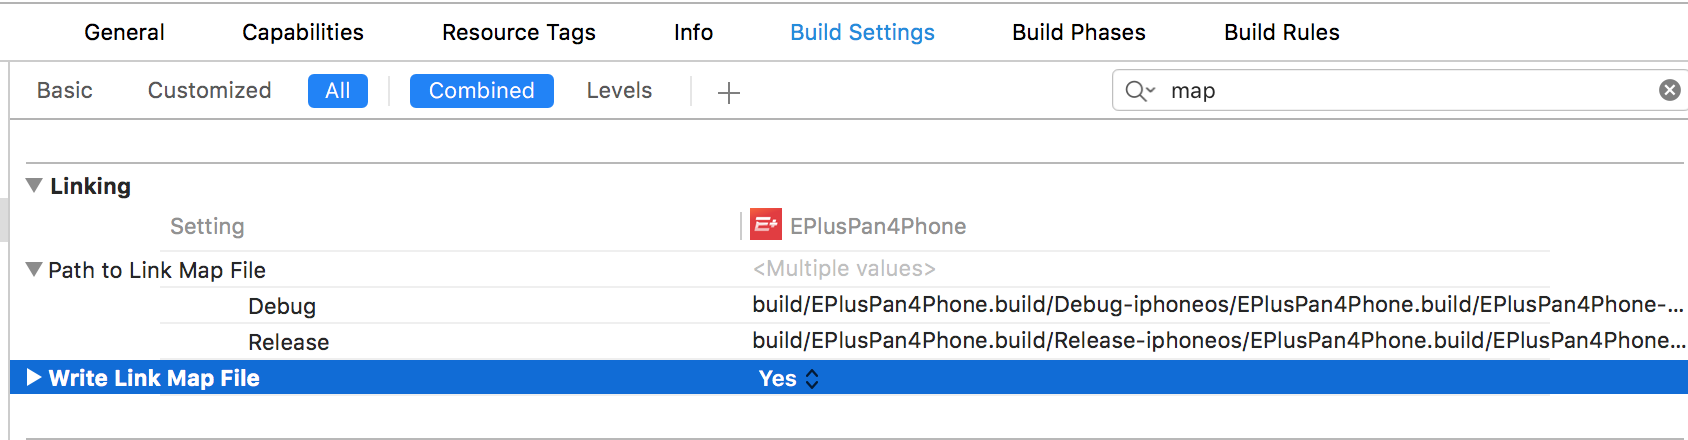 General Capabilities Resource Tags Info Build Settings Build Phases Build Rules
Basic Customized All Combined Levels + map
Linking
Setting E+ EPlusPan4Phone
Path to Link Map File <Multiple values>
Debug build/EPlusPan4Phone.build/Debug-iphoneos/EPlusPan4Phone.build/EPlusPan4Phone-...
Release build/EPlusPan4Phone.build/Release-iphoneos/EPlusPan4Phone.build/EPlusPan4Phone...
Write Link Map File Yes